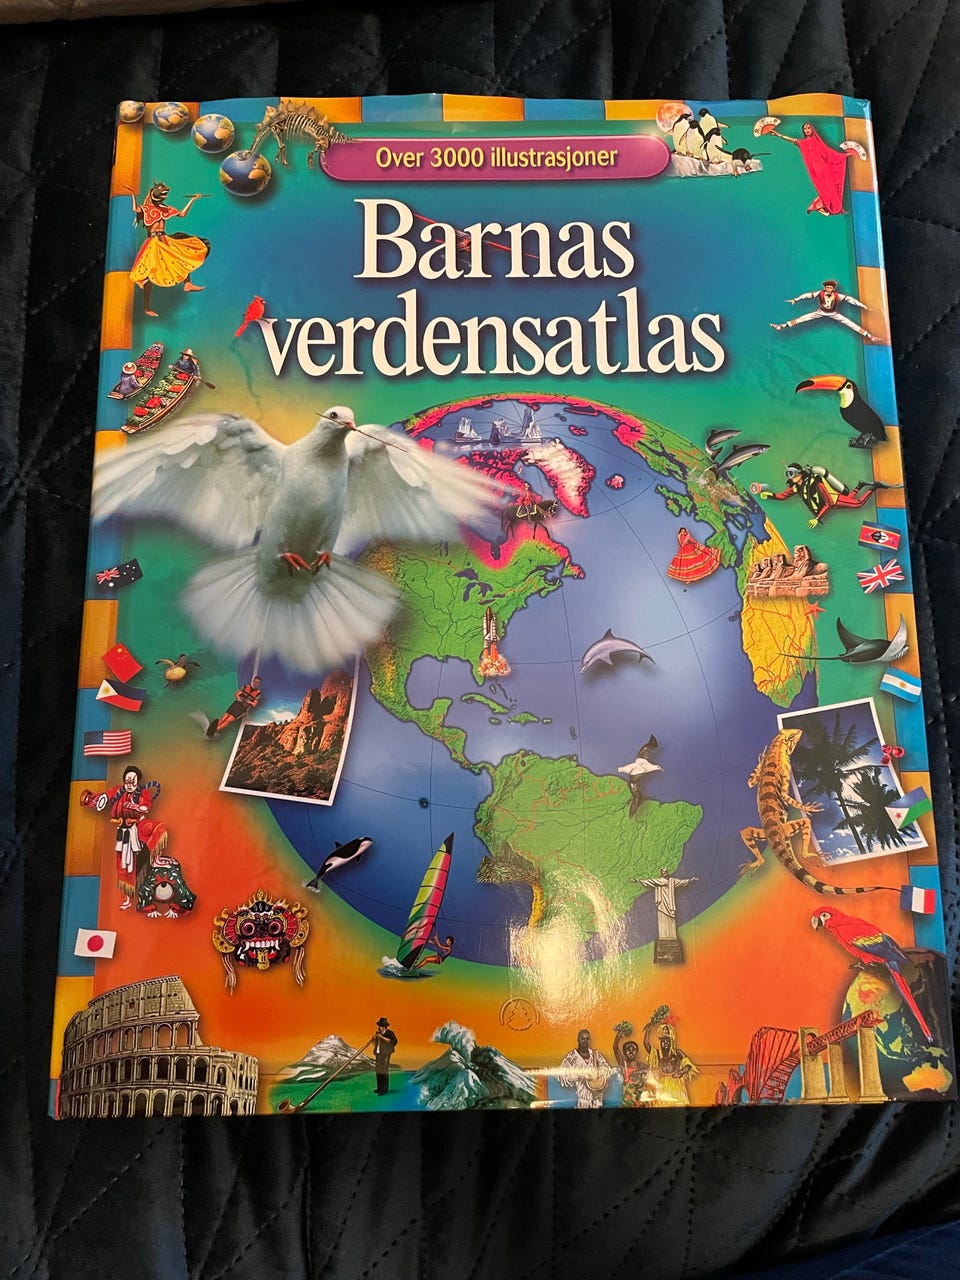 Over 3000 illustrasjoner
Barnas
verdensatlas